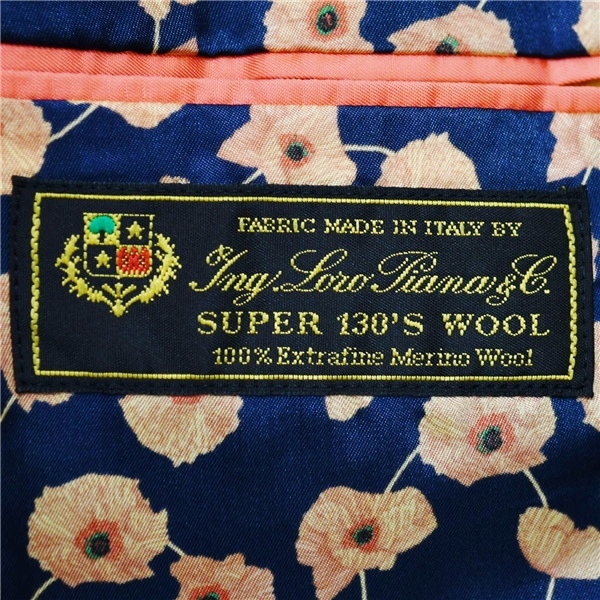 FABRIC MADE IN ITALY BY
Ing. Loro Piana & C.
SUPER 130'S WOOL
100% Extrafine Merino Wool